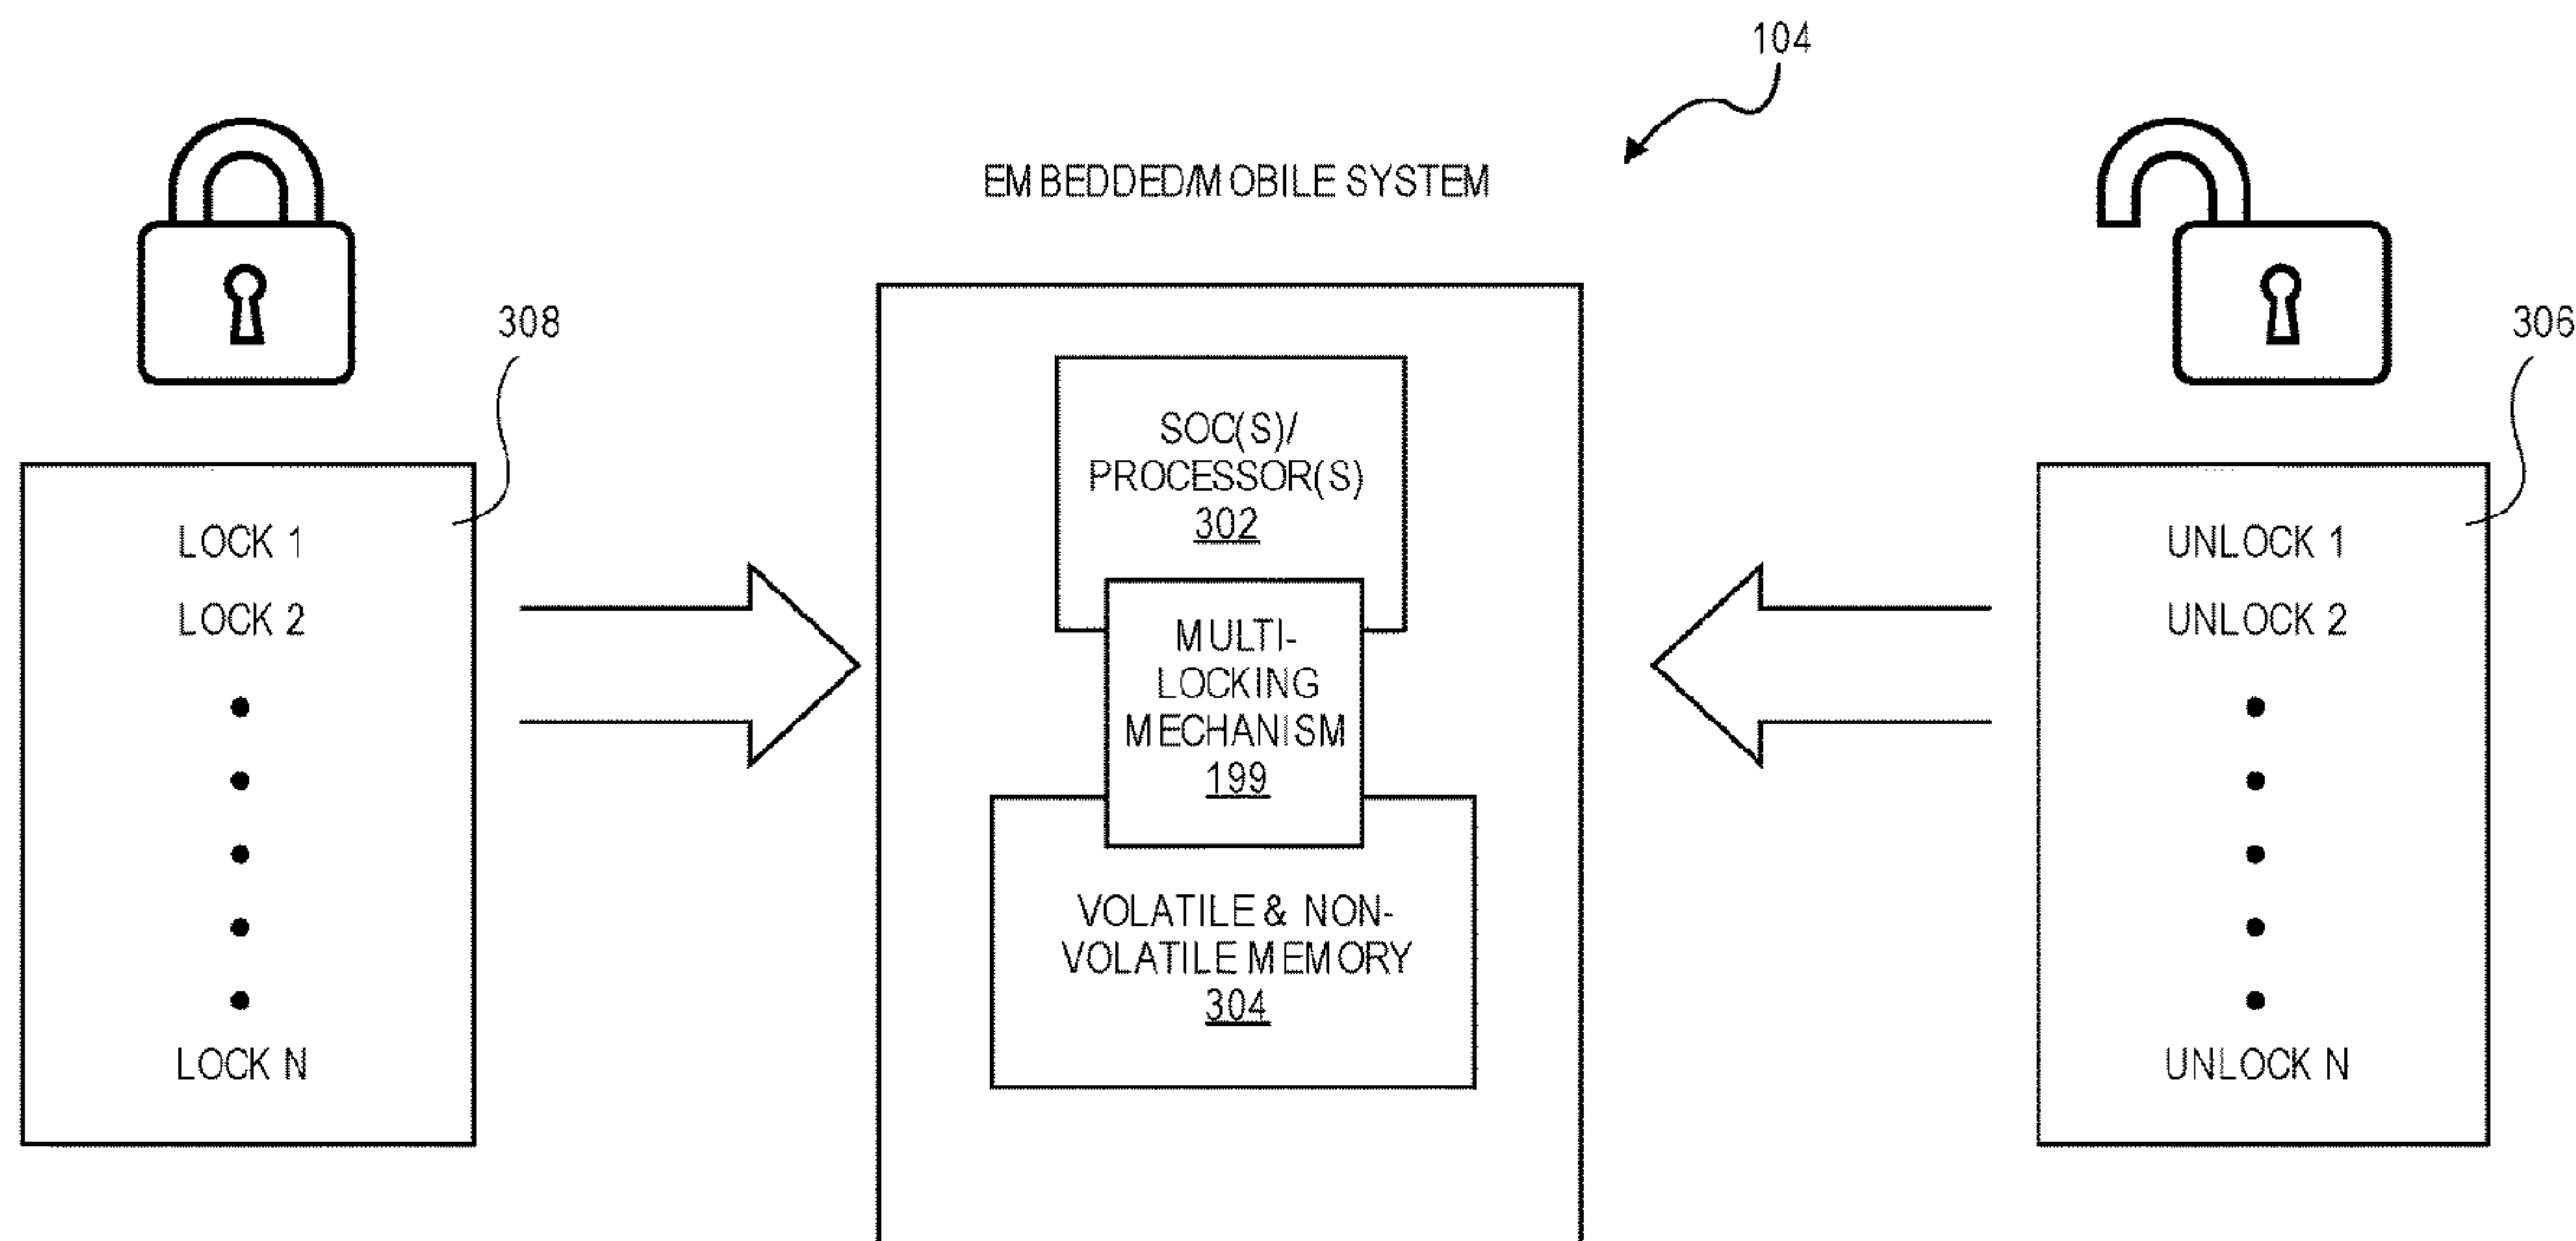 104
EMBEDDED/MOBILE SYSTEM
308
LOCK 1
LOCK 2
LOCK N
SOC(S)/
PROCESSOR(S)
302
MULTI-
LOCKING
MECHANISM
199
VOLATILE & NON-
VOLATILE MEMORY
304
306
UNLOCK 1
UNLOCK 2
UNLOCK N